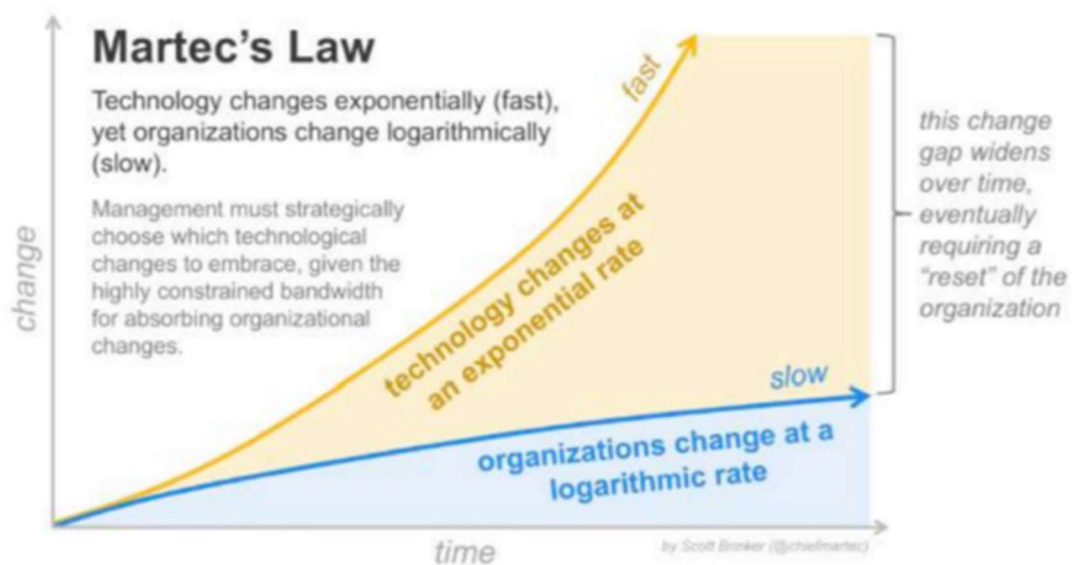 Martec's Law
Technology changes exponentially (fast),
yet organizations change logarithmically
(slow).
Management must strategically
choose which technological
changes to embrace, given the
highly constrained bandwidth
for absorbing organizational
changes.
change
fast
technology changes at
an exponential rate
slow
organizations change at a
logarithmic rate
this change
gap widens
over time,
eventually
requiring a
“reset” of the
organization
time
by Scott Brinker (@chiefmartec)